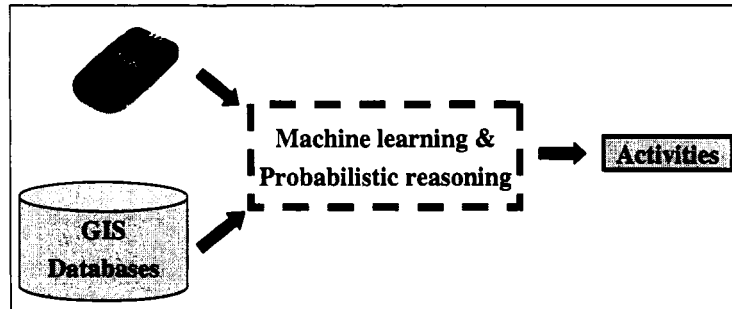 Machine learning &
Probabilistic reasoning
Activities
GIS
Databases